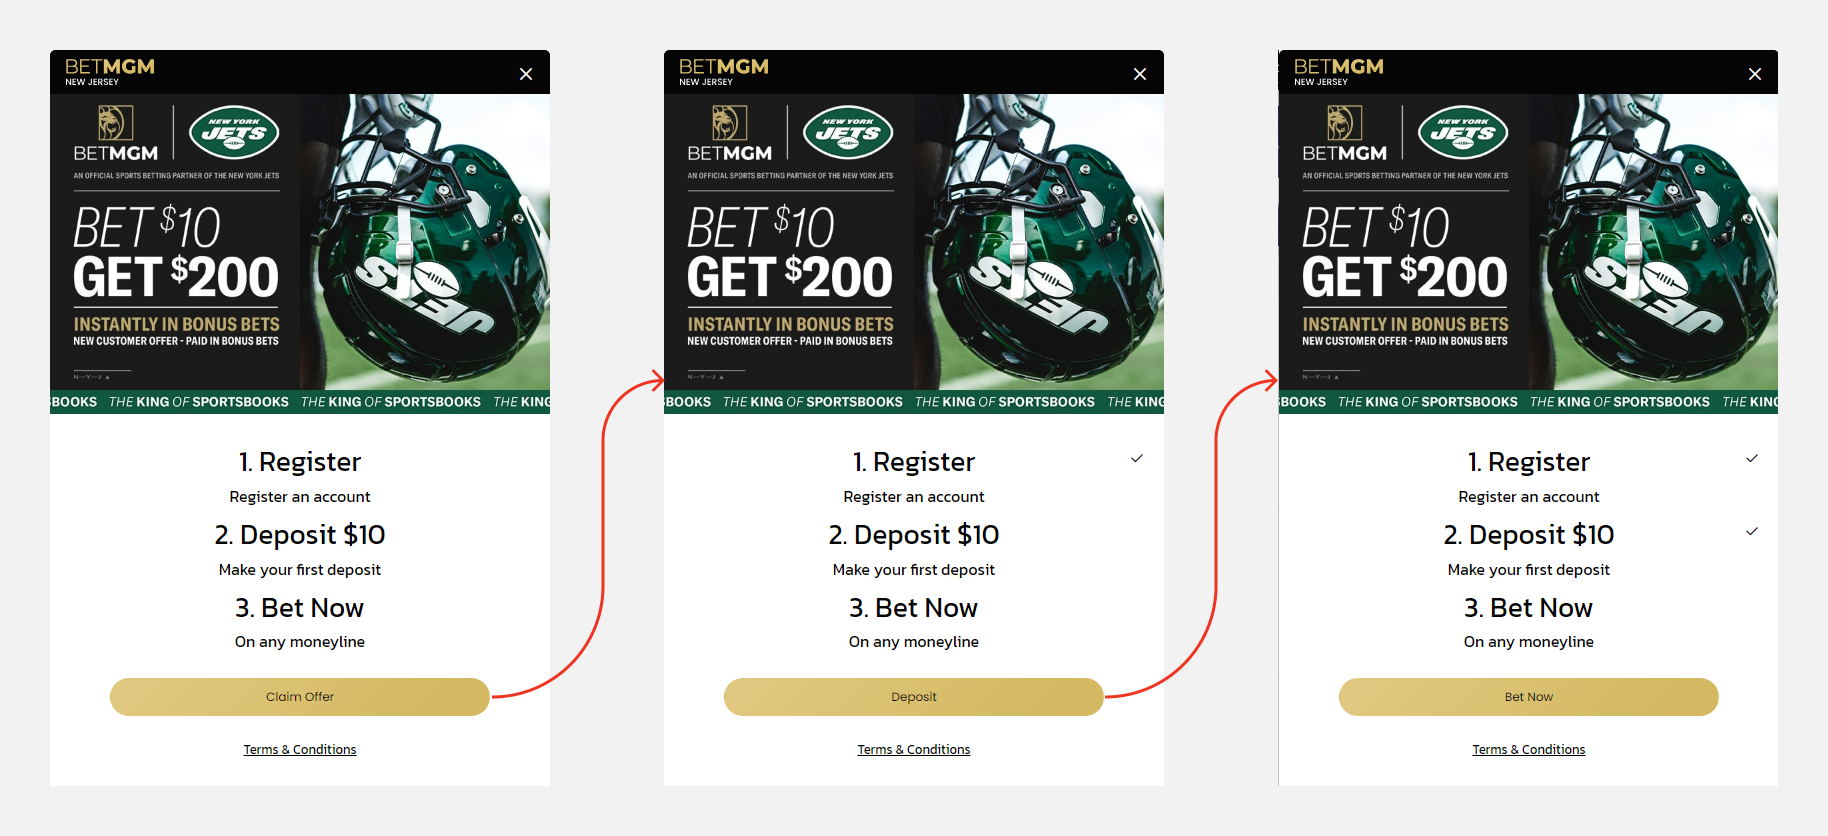 BETMGM
NEW JERSEY
BETMGM
NEW YORK
JETS
AN OFFICIAL SPORTS BETTING PARTNER OF THE NEW YORK JETS
BET $10
GET $200
INSTANTLY IN BONUS BETS
NEW CUSTOMER OFFER - PAID IN BONUS BETS
JETS
SBOOKS THE KING OF SPORTSBOOKS THE KING OF SPORTSBOOKS THE KING
1. Register
Register an account
2. Deposit $10
Make your first deposit
3. Bet Now
On any moneyline
Claim Offer
Terms & Conditions
BETMGM
NEW JERSEY
BETMGM
NEW YORK
JETS
AN OFFICIAL SPORTS BETTING PARTNER OF THE NEW YORK JETS
BET $10
GET $200
INSTANTLY IN BONUS BETS
NEW CUSTOMER OFFER - PAID IN BONUS BETS
JETS
SBOOKS THE KING OF SPORTSBOOKS THE KING OF SPORTSBOOKS THE KING
1. Register
Register an account
2. Deposit $10
Make your first deposit
3. Bet Now
On any moneyline
Deposit
Terms & Conditions
BETMGM
NEW JERSEY
BETMGM
NEW YORK
JETS
AN OFFICIAL SPORTS BETTING PARTNER OF THE NEW YORK JETS
BET $10
GET $200
INSTANTLY IN BONUS BETS
NEW CUSTOMER OFFER - PAID IN BONUS BETS
JETS
SBOOKS THE KING OF SPORTSBOOKS THE KING OF SPORTSBOOKS THE KING
1. Register
Register an account
2. Deposit $10
Make your first deposit
3. Bet Now
On any moneyline
Bet Now
Terms & Conditions